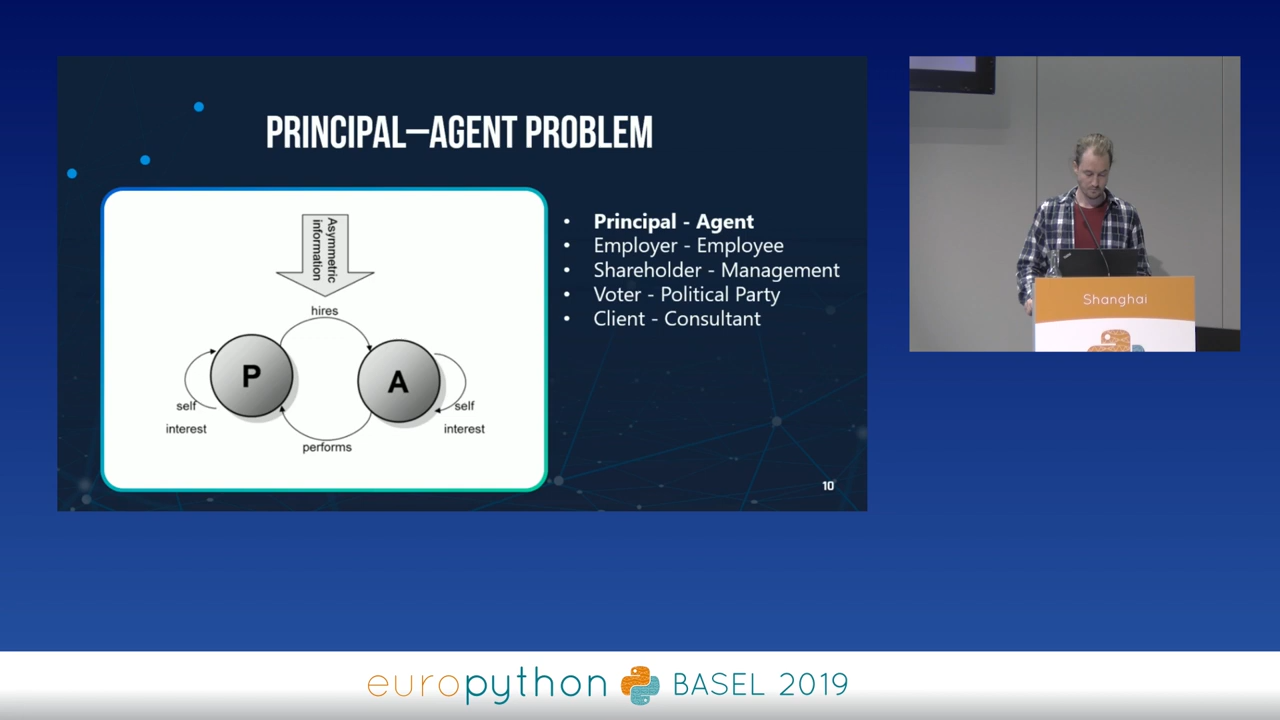 PRINCIPAL–AGENT PROBLEM
Asymmetric
information
hires
P
A
self
interest
self
interest
performs
• Principal - Agent
• Employer - Employee
• Shareholder - Management
• Voter - Political Party
• Client - Consultant
10
Shanghai
europython BASEL 2019